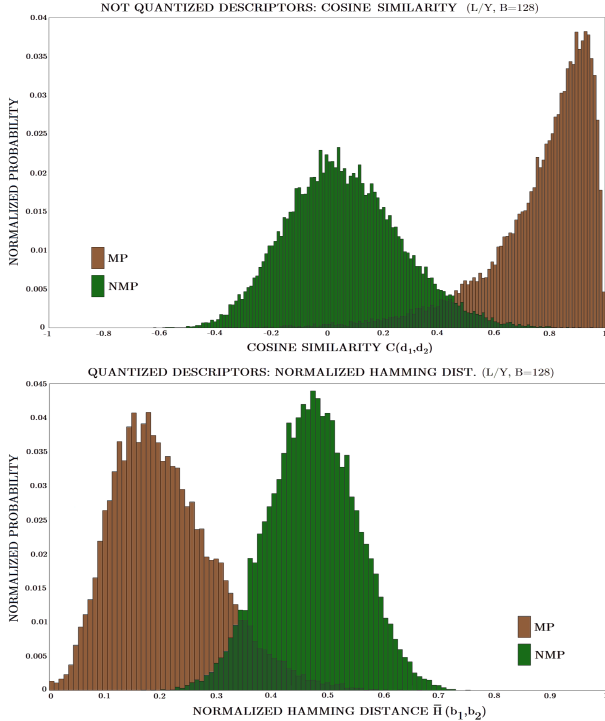 NOT QUANTIZED DESCRIPTORS: COSINE SIMILARITY (L/Y, B=128)
0.04
0.035
0.03
0.025
0.02
0.015
0.01
0.005
0
NORMALIZED PROBABILITY
MP
NMP
-1 -0.8 -0.6 -0.4 -0.2 0 0.2 0.4 0.6 0.8 1
COSINE SIMILARITY C(d₁,d₂)
QUANTIZED DESCRIPTORS: NORMALIZED HAMMING DIST. (L/Y, B=128)
0.045
0.04
0.035
0.03
0.025
0.02
0.015
0.01
0.005
0
NORMALIZED PROBABILITY
MP
NMP
0 0.1 0.2 0.3 0.4 0.5 0.6 0.7 0.8 0.9 1
NORMALIZED HAMMING DISTANCE H̅ (b₁,b₂)